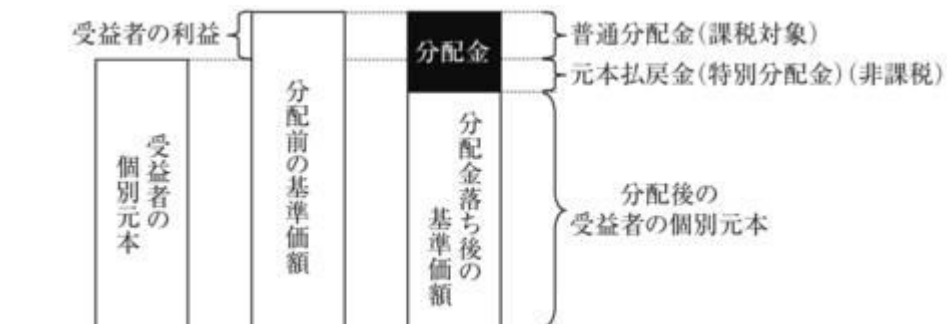 受益者の利益
分配金
普通分配金(課税対象)
元本払戻金(特別分配金)(非課税)
受益者の
個別元本
分配前の基準価額
分配金落ち後の
基準価額
分配後の
受益者の個別元本